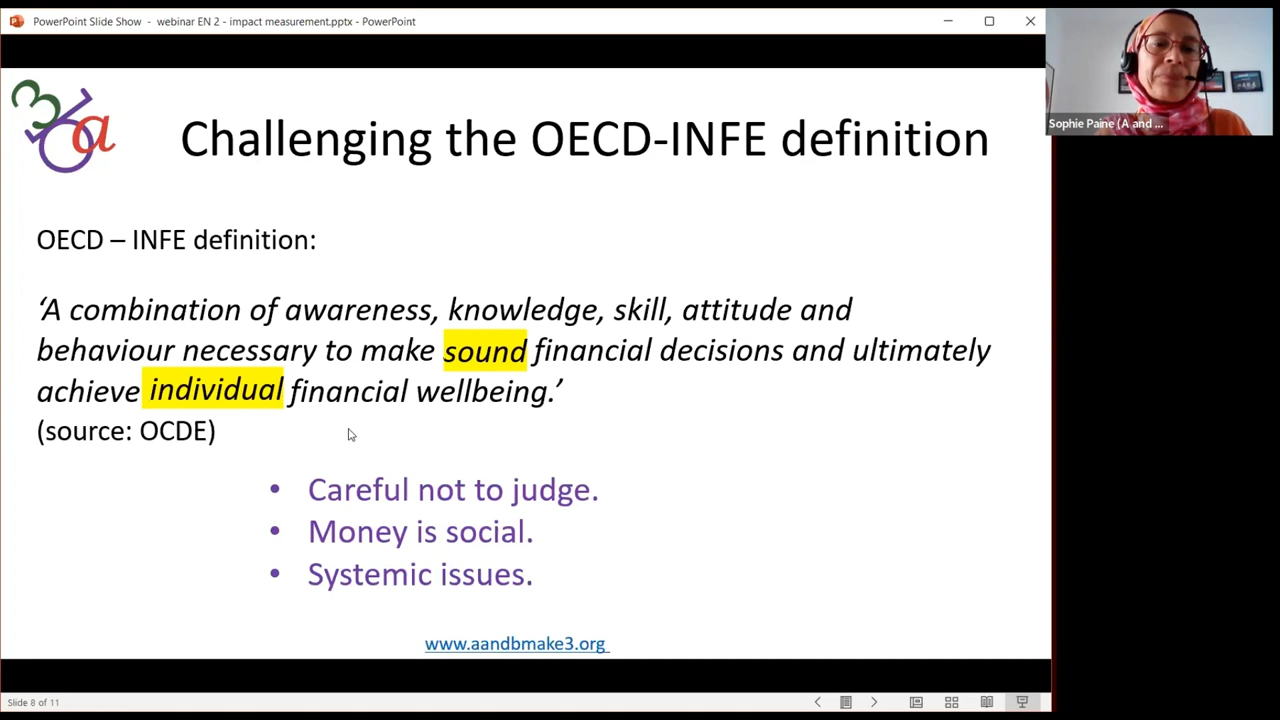 PowerPoint Slide Show - webinar EN 2 - impact measurement.pptx - PowerPoint
Sophie Paine (A and ...
36a
Challenging the OECD-INFE definition
OECD – INFE definition:
‘A combination of awareness, knowledge, skill, attitude and
behaviour necessary to make sound financial decisions and ultimately
achieve individual financial wellbeing.’
(source: OCDE)
• Careful not to judge.
• Money is social.
• Systemic issues.
www.aandbmake3.org
Slide 8 of 11